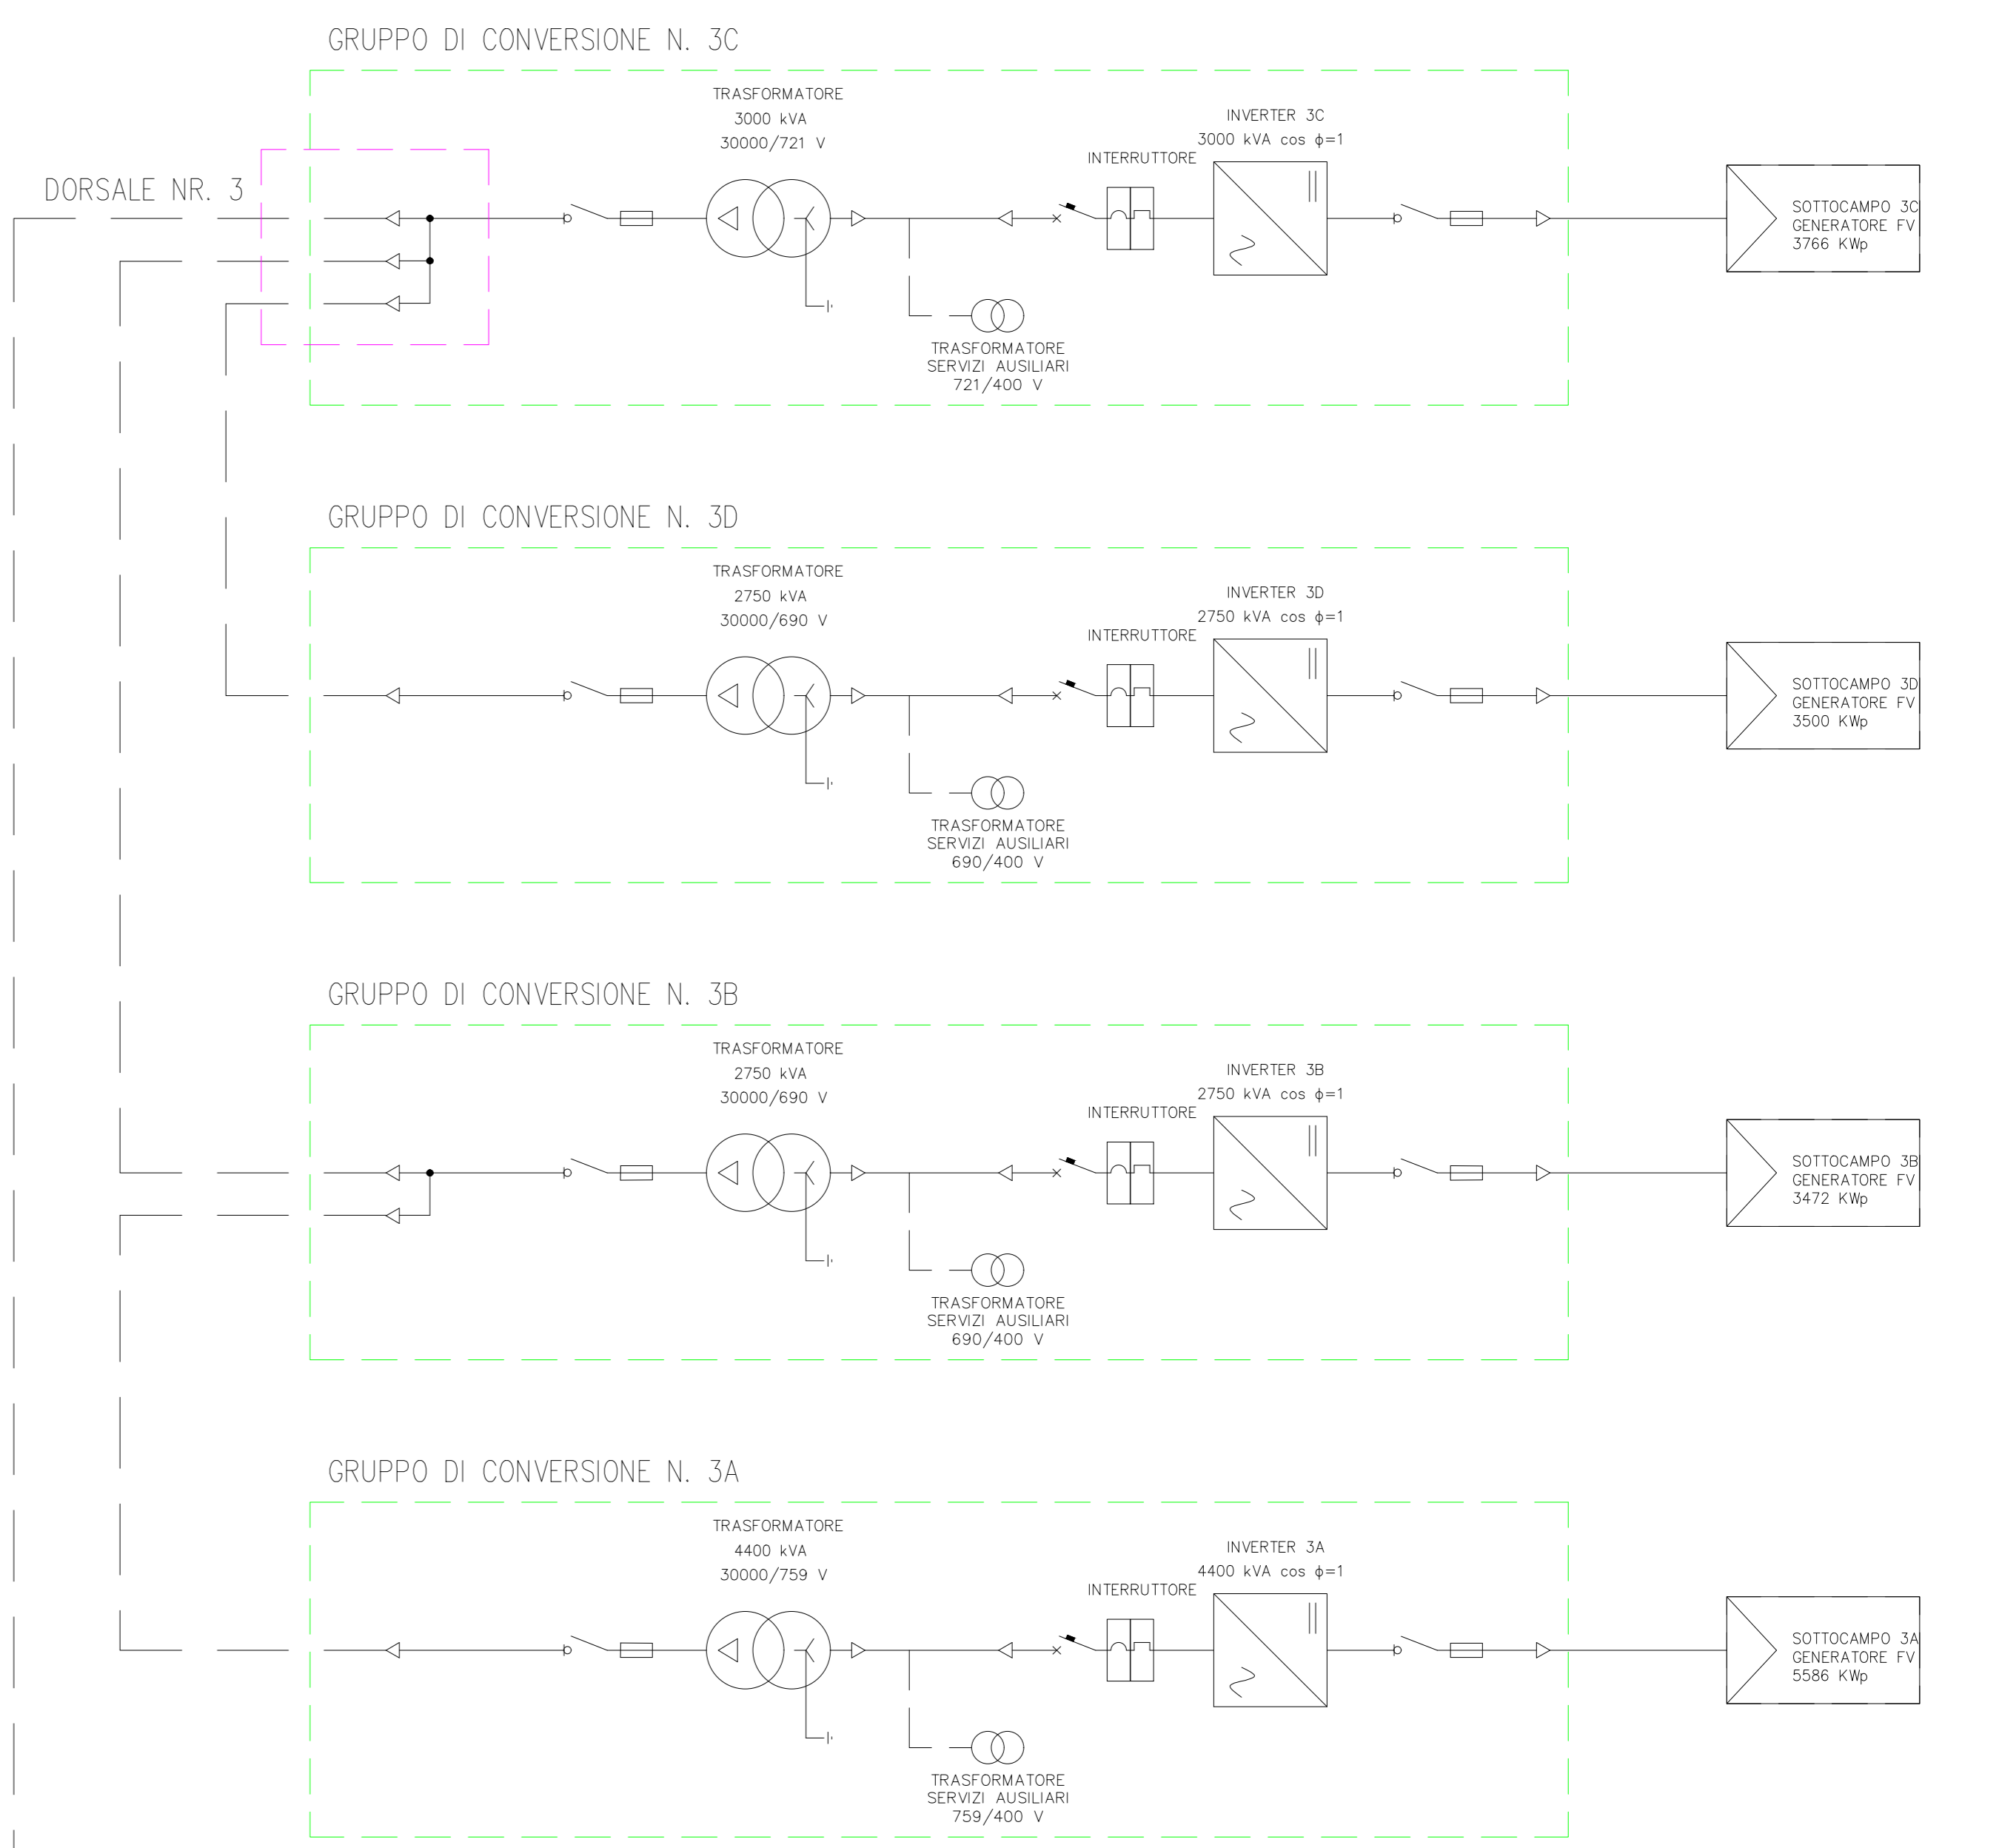 GRUPPO DI CONVERSIONE N. 3C
DORSALE NR. 3
TRASFORMATORE
3000 kVA
30000/721 V
INTERRUTTORE
INVERTER 3C
3000 kVA cos ϕ=1
SOTTOCAMPO 3C
GENERATORE FV
3766 KWp
TRASFORMATORE
SERVIZI AUSILIARI
721/400 V
GRUPPO DI CONVERSIONE N. 3D
TRASFORMATORE
2750 kVA
30000/690 V
INTERRUTTORE
INVERTER 3D
2750 kVA cos ϕ=1
SOTTOCAMPO 3D
GENERATORE FV
3500 KWp
TRASFORMATORE
SERVIZI AUSILIARI
690/400 V
GRUPPO DI CONVERSIONE N. 3B
TRASFORMATORE
2750 kVA
30000/690 V
INTERRUTTORE
INVERTER 3B
2750 kVA cos ϕ=1
SOTTOCAMPO 3B
GENERATORE FV
3472 KWp
TRASFORMATORE
SERVIZI AUSILIARI
690/400 V
GRUPPO DI CONVERSIONE N. 3A
TRASFORMATORE
4400 kVA
30000/759 V
INTERRUTTORE
INVERTER 3A
4400 kVA cos ϕ=1
SOTTOCAMPO 3A
GENERATORE FV
5586 KWp
TRASFORMATORE
SERVIZI AUSILIARI
759/400 V